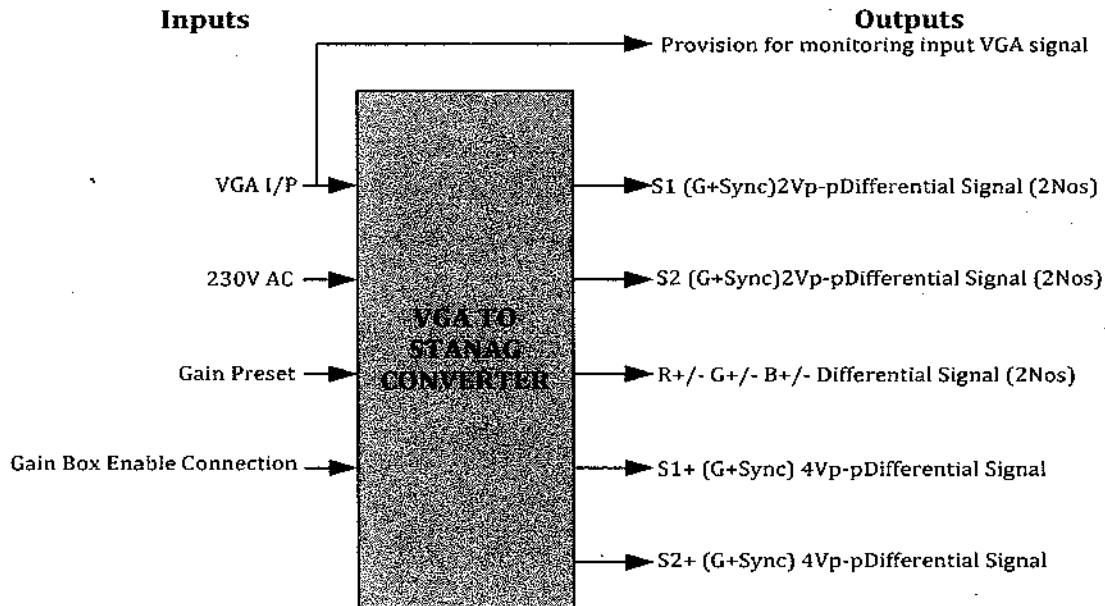 Inputs
Outputs
Provision for monitoring input VGA signal
VGA I/P
S1 (G+Sync)2Vp-pDifferential Signal (2Nos)
230V AC
S2 (G+Sync)2Vp-pDifferential Signal (2Nos)
VGA TO
STANAG
CONVERTER
Gain Preset
R+/- G+/- B+/- Differential Signal (2Nos)
Gain Box Enable Connection
S1+ (G+Sync) 4Vp-pDifferential Signal
S2+ (G+Sync) 4Vp-pDifferential Signal